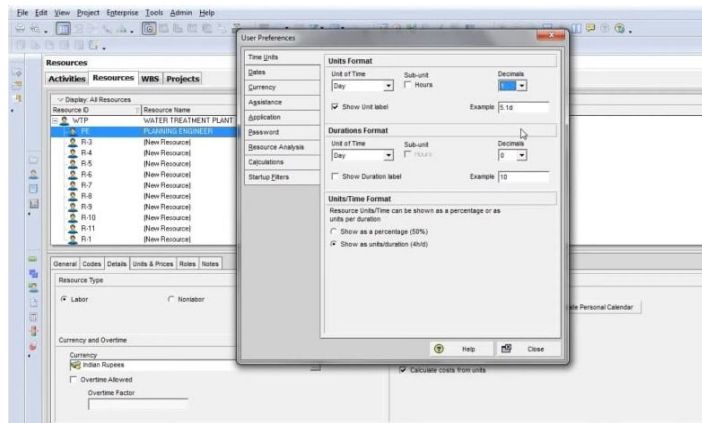 File Edit View Project Enterprise Tools Admin Help
Resources
Activities Resources WBS Projects
Display: All Resources
Resource ID Resource Name
WTP WATER TREATMENT PLANT
PE PLANNING ENGINEER
R-3 (New Resource)
R-4 (New Resource)
R-5 (New Resource)
R-6 (New Resource)
R-7 (New Resource)
R-8 (New Resource)
R-9 (New Resource)
R-10 (New Resource)
R-11 (New Resource)
R-1 (New Resource)
General Codes Details Units & Prices Roles Notes
Resource Type
Labor Nonlabor
Currency and Overtime
Currency
Indian Rupees
Overtime Allowed
Overtime Factor
Personal Calendar
Calculate costs from units
User Preferences
Time Units
Dates
Currency
Assistance
Application
Password
Resource Analysis
Calculations
Startup Filters
Units Format
Unit of Time Sub-unit Decimals
Day Hours 1
Show Unit label Example 5.1d
Durations Format
Unit of Time Sub-unit Decimals
Day Hours 0
Show Duration label Example 10
Units/Time Format
Resource Units/Time can be shown as a percentage or as
units per duration
Show as a percentage (50%)
Show as units/duration (4h/d)
Help Close